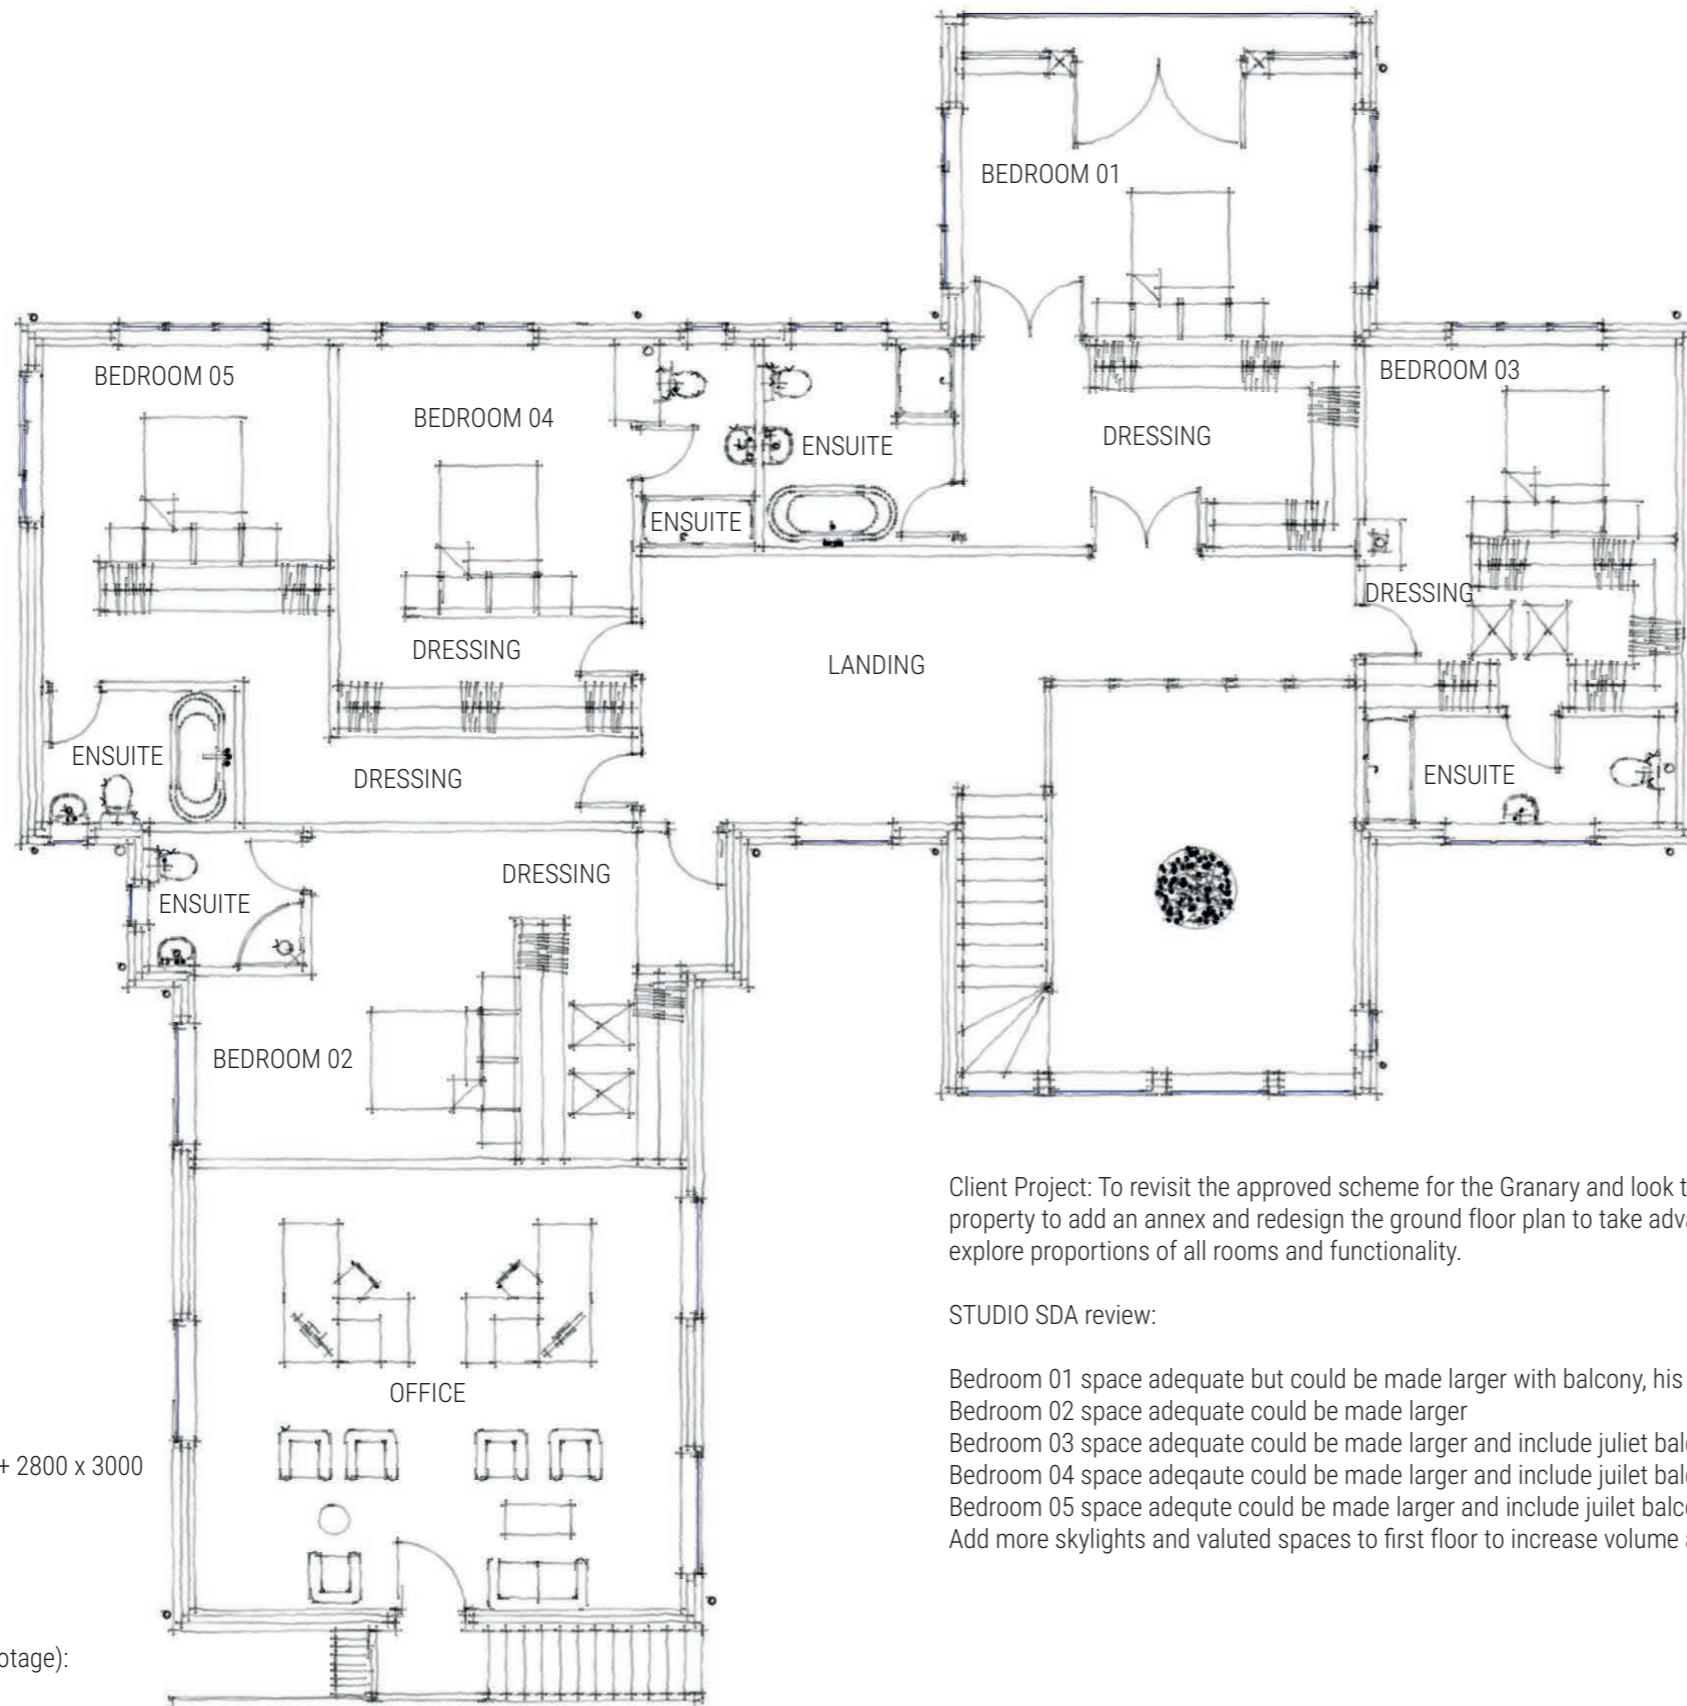 BEDROOM 01
BEDROOM 05
BEDROOM 03
BEDROOM 04
ENSUITE
DRESSING
ENSUITE
DRESSING
DRESSING
LANDING
ENSUITE
DRESSING
ENSUITE
DRESSING
ENSUITE
BEDROOM 02
Client Project: To revisit the approved scheme for the Granary and look t
property to add an annex and redesign the ground floor plan to take adva
explore proportions of all rooms and functionality.
STUDIO SDA review:
Bedroom 01 space adequate but could be made larger with balcony, his
Bedroom 02 space adequate could be made larger
Bedroom 03 space adequate could be made larger and include juliet balc
Bedroom 04 space adeqaute could be made larger and include juilet balc
Bedroom 05 space adequte could be made larger and include juilet balco
Add more skylights and valuted spaces to first floor to increase volume a
OFFICE
+ 2800 x 3000
otage):